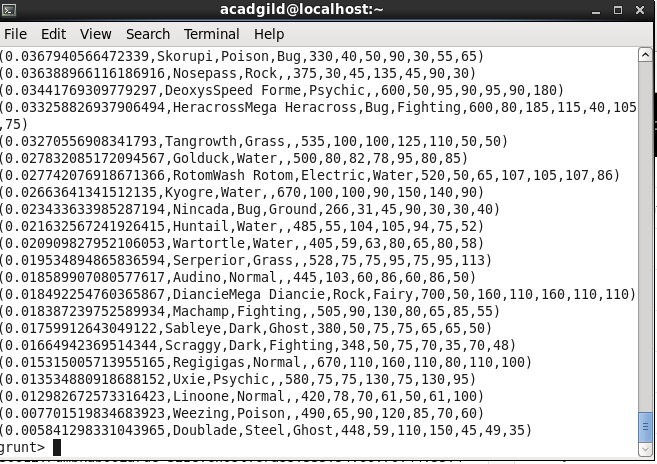 acadgild@localhost:~
File Edit View Search Terminal Help
(0.0367940566472339,Skorupi,Poison,Bug,330,40,50,90,30,55,65)
(0.036388966116186916,Nosepass,Rock,,375,30,45,135,45,90,30)
(0.03441769309779297,DeoxysSpeed Forme,Psychic,,600,50,95,90,95,90,180)
(0.033258826937906494,HeracrossMega Heracross,Bug,Fighting,600,80,185,115,40,105
,75)
(0.03270556908341793,Tangrowth,Grass,,535,100,100,125,110,50,50)
(0.027832085172094567,Golduck,Water,,500,80,82,78,95,80,85)
(0.027742076918671366,RotomWash Rotom,Electric,Water,520,50,65,107,105,107,86)
(0.02663641341512135,Kyogre,Water,,670,100,100,90,150,140,90)
(0.023433633985287194,Nincada,Bug,Ground,266,31,45,90,30,30,40)
(0.021632567241926415,Huntail,Water,,485,55,104,105,94,75,52)
(0.020909827952106053,Wartortle,Water,,405,59,63,80,65,80,58)
(0.019534894865836594,Serperior,Grass,,528,75,75,95,75,95,113)
(0.018589907080577617,Audino,Normal,,445,103,60,86,60,86,50)
(0.018492254760365867,DiancieMega Diancie,Rock,Fairy,700,50,160,110,160,110,110)
(0.018387239752589934,Machamp,Fighting,,505,90,130,80,65,85,55)
(0.01759912643049122,Sableye,Dark,Ghost,380,50,75,75,65,65,50)
(0.01664942369514344,Scraggy,Dark,Fighting,348,50,75,70,35,70,48)
(0.015315005713955165,Regigigas,Normal,,670,110,160,110,80,110,100)
(0.013534880918688152,Uxie,Psychic,,580,75,75,130,75,130,95)
(0.012982672573316423,Linoone,Normal,,420,78,70,61,50,61,100)
(0.007701519834683923,Weezing,Poison,,490,65,90,120,85,70,60)
(0.005841298331043965,Doublade,Steel,Ghost,448,59,110,150,45,49,35)
grunt>